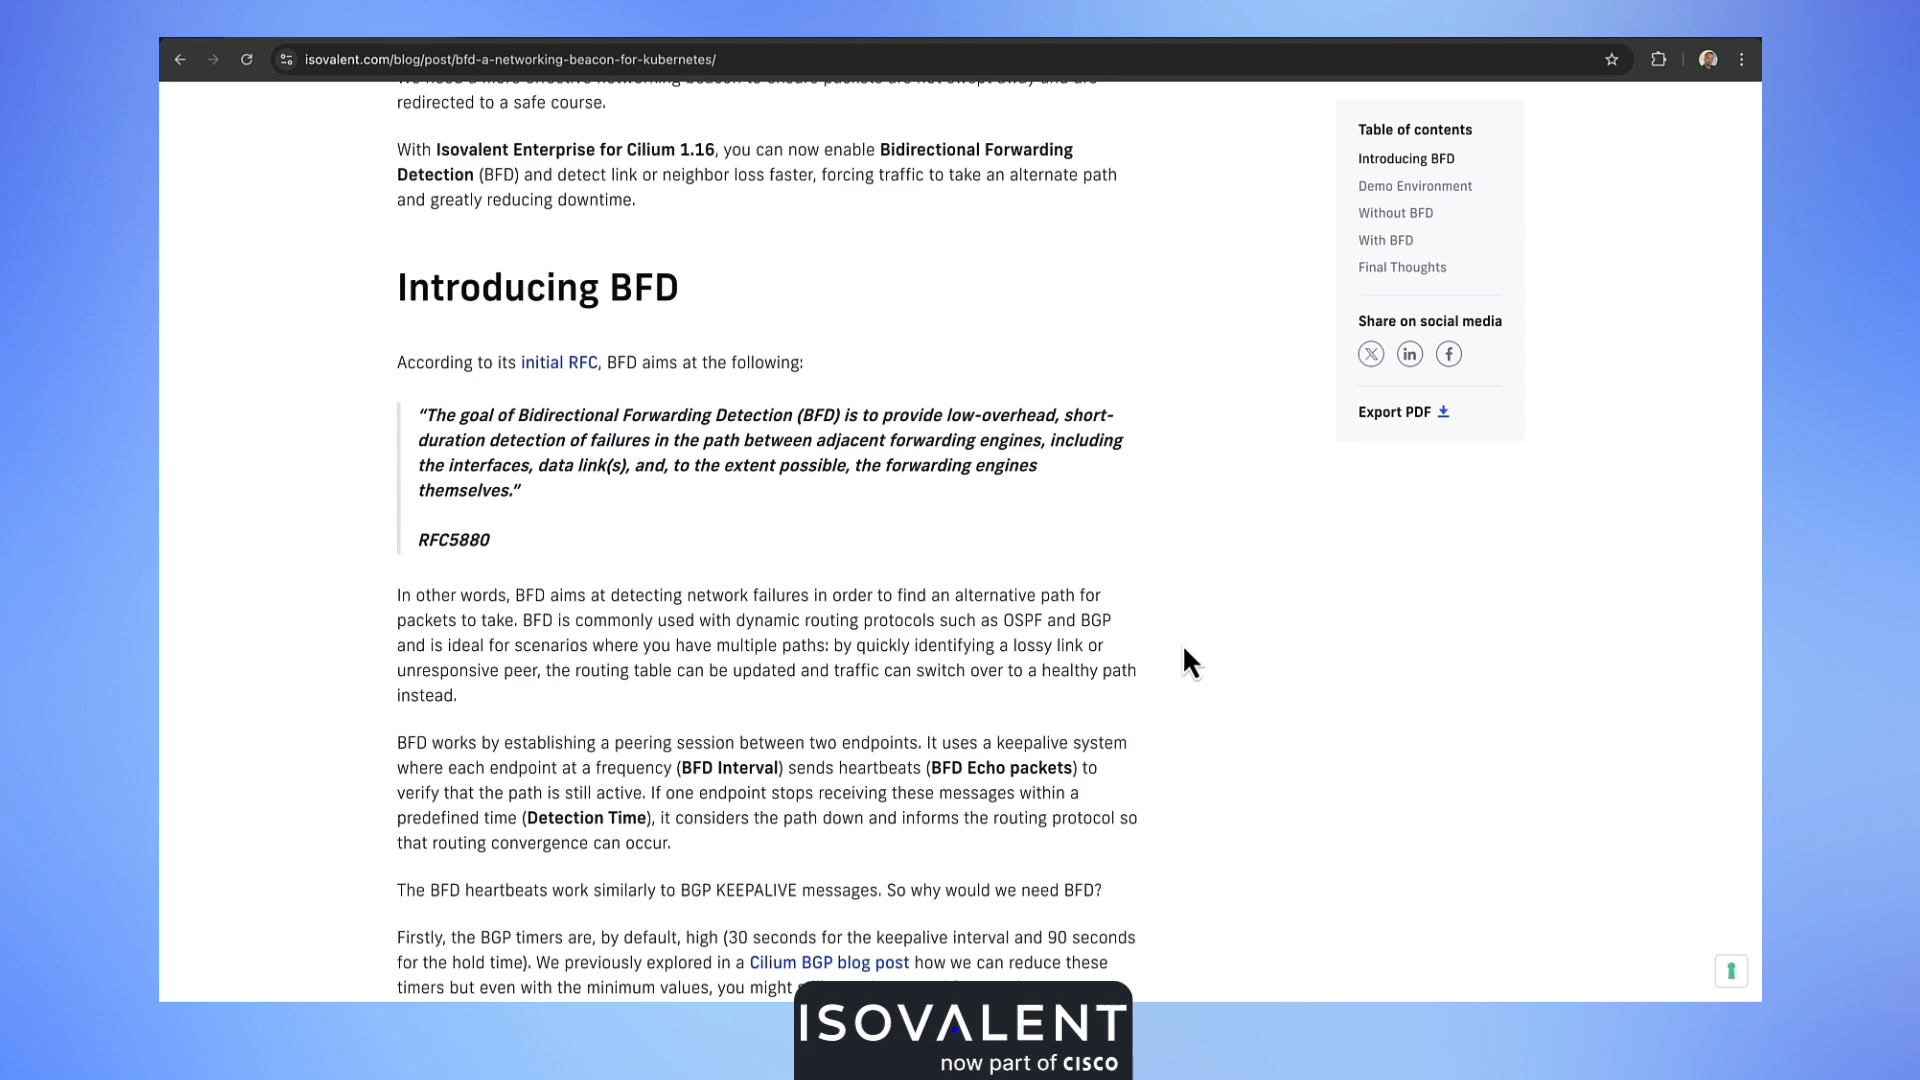 isovalent.com/blog/post/bfd-a-networking-beacon-for-kubernetes/
We need a more effective networking beacon to ensure packets are not swept away and are
redirected to a safe course.
With Isovalent Enterprise for Cilium 1.16, you can now enable Bidirectional Forwarding
Detection (BFD) and detect link or neighbor loss faster, forcing traffic to take an alternate path
and greatly reducing downtime.
Introducing BFD
According to its initial RFC, BFD aims at the following:
“The goal of Bidirectional Forwarding Detection (BFD) is to provide low-overhead, short-
duration detection of failures in the path between adjacent forwarding engines, including
the interfaces, data link(s), and, to the extent possible, the forwarding engines
themselves.”
RFC5880
In other words, BFD aims at detecting network failures in order to find an alternative path for
packets to take. BFD is commonly used with dynamic routing protocols such as OSPF and BGP
and is ideal for scenarios where you have multiple paths: by quickly identifying a lossy link or
unresponsive peer, the routing table can be updated and traffic can switch over to a healthy path
instead.
BFD works by establishing a peering session between two endpoints. It uses a keepalive system
where each endpoint at a frequency (BFD Interval) sends heartbeats (BFD Echo packets) to
verify that the path is still active. If one endpoint stops receiving these messages within a
predefined time (Detection Time), it considers the path down and informs the routing protocol so
that routing convergence can occur.
The BFD heartbeats work similarly to BGP KEEPALIVE messages. So why would we need BFD?
Firstly, the BGP timers are, by default, high (30 seconds for the keepalive interval and 90 seconds
for the hold time). We previously explored in a Cilium BGP blog post how we can reduce these
timers but even with the minimum values, you might
Table of contents
Introducing BFD
Demo Environment
Without BFD
With BFD
Final Thoughts
Share on social media
Export PDF
ISOVALENT
now part of CISCO